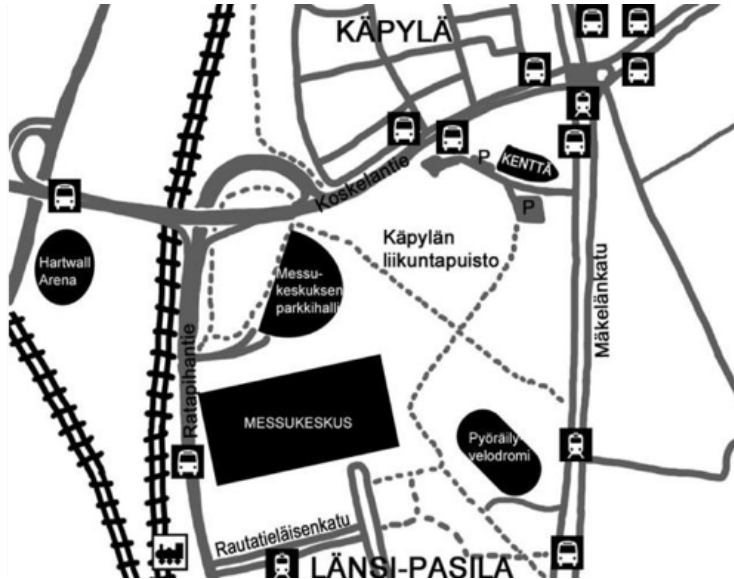 KÄPYLÄ
Koskelantie
P
KENTTÄ
P
Hartwall
Arena
Käpylän
liikuntapuisto
Messu-
keskuksen
parkkihalli
Mäkelänkatu
Ratapihantie
MESSUKESKUS
Pyöräily-
velodromi
Rautatieläisenkatu
LÄNSI-PASILA